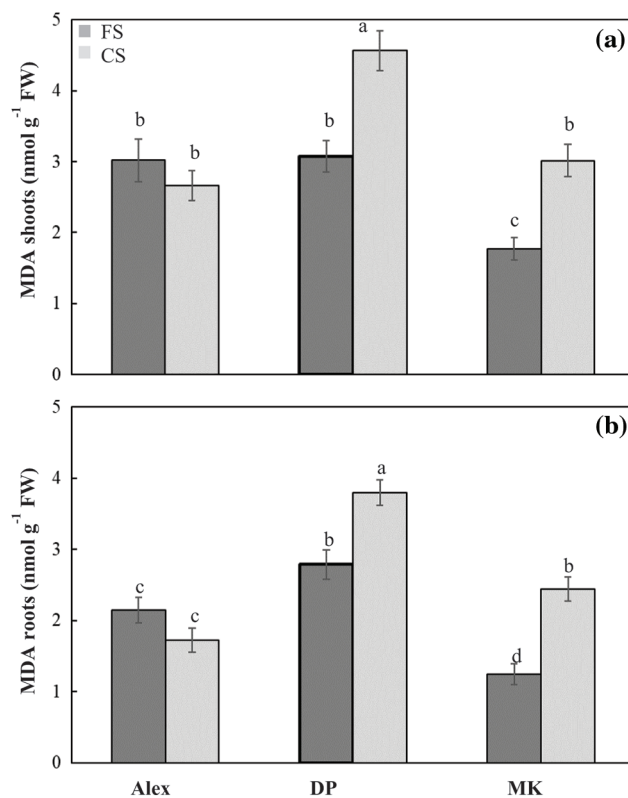 FS
CS
(a)
MDA shoots (nmol g⁻¹ FW)
5
4
3
2
1
0
b
b
b
a
c
b
(b)
MDA roots (nmol g⁻¹ FW)
5
4
3
2
1
0
c
c
b
a
d
b
Alex DP MK